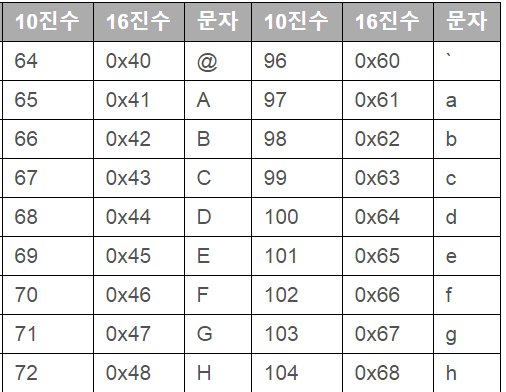 10진수 16진수 문자 10진수 16진수 문자
64 0x40 @ 96 0x60 `
65 0x41 A 97 0x61 a
66 0x42 B 98 0x62 b
67 0x43 C 99 0x63 c
68 0x44 D 100 0x64 d
69 0x45 E 101 0x65 e
70 0x46 F 102 0x66 f
71 0x47 G 103 0x67 g
72 0x48 H 104 0x68 h